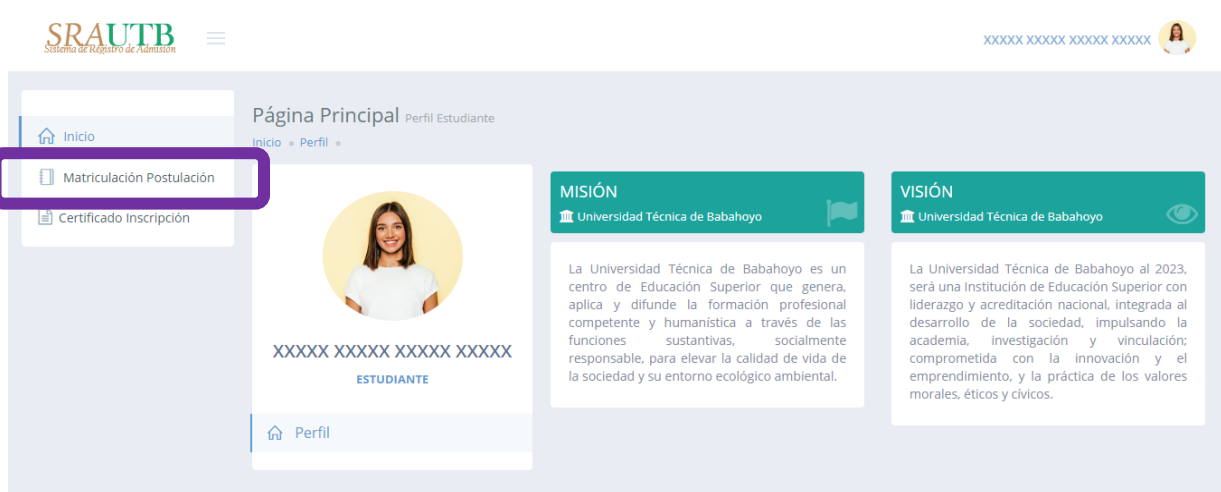 SRAUTB
Sistema de Registro de Admisión
XXXXX XXXXX XXXXX XXXXX
Inicio
Matriculación Postulación
Certificado Inscripción
Página Principal Perfil Estudiante
Inicio Perfil
XXXXX XXXXX XXXXX XXXXX
ESTUDIANTE
Perfil
MISIÓN
Universidad Técnica de Babahoyo
La Universidad Técnica de Babahoyo es un
centro de Educación Superior que genera,
aplica y difunde la formación profesional
competente y humanística a través de las
funciones sustantivas, socialmente
responsable, para elevar la calidad de vida de
la sociedad y su entorno ecológico ambiental.
VISIÓN
Universidad Técnica de Babahoyo
La Universidad Técnica de Babahoyo al 2023,
será una Institución de Educación Superior con
liderazgo y acreditación nacional, integrada al
desarrollo de la sociedad, impulsando la
academia, investigación y vinculación;
comprometida con la innovación y el
emprendimiento, y la práctica de los valores
morales, éticos y cívicos.